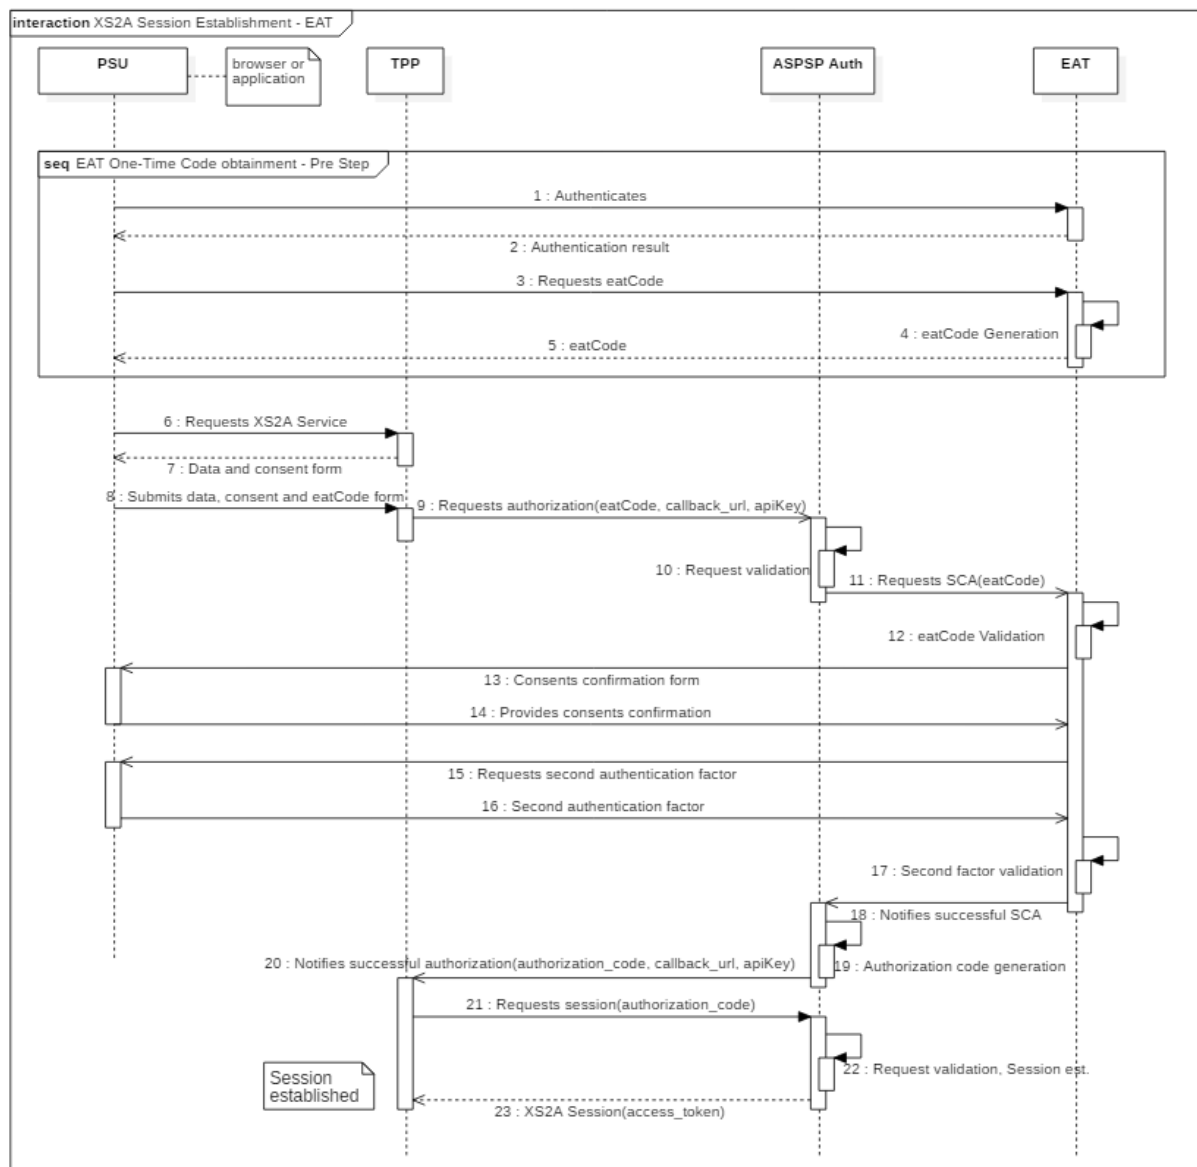 interaction XS2A Session Establishment - EAT
PSU
browser or
application
TPP
ASPSP Auth
EAT
seq EAT One-Time Code obtainment - Pre Step
1 : Authenticates
2 : Authentication result
3 : Requests eatCode
4 : eatCode Generation
5 : eatCode
6 : Requests XS2A Service
7 : Data and consent form
8 : Submits data, consent and eatCode form
9 : Requests authorization(eatCode, callback_url, apiKey)
10 : Request validation
11 : Requests SCA(eatCode)
12 : eatCode Validation
13 : Consents confirmation form
14 : Provides consents confirmation
15 : Requests second authentication factor
16 : Second authentication factor
17 : Second factor validation
18 : Notifies successful SCA
19 : Authorization code generation
20 : Notifies successful authorization(authorization_code, callback_url, apiKey)
21 : Requests session(authorization_code)
22 : Request validation, Session est.
Session
established
23 : XS2A Session(access_token)